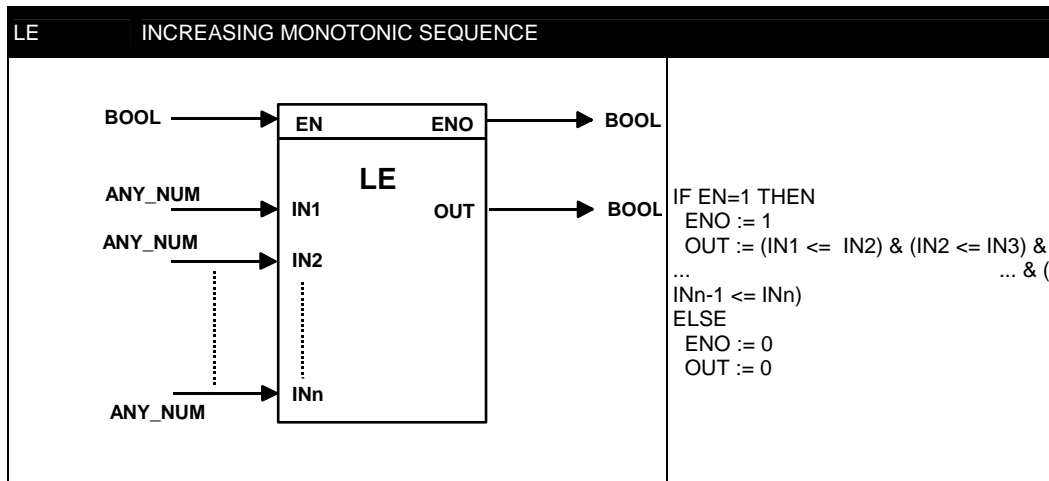 LE INCREASING MONOTONIC SEQUENCE
BOOL EN ENO BOOL
LE
ANY_NUM IN1 OUT BOOL
ANY_NUM IN2
ANY_NUM INn
IF EN=1 THEN
ENO := 1
OUT := (IN1 <= IN2) & (IN2 <= IN3) &
... ... & (
INn-1 <= INn)
ELSE
ENO := 0
OUT := 0